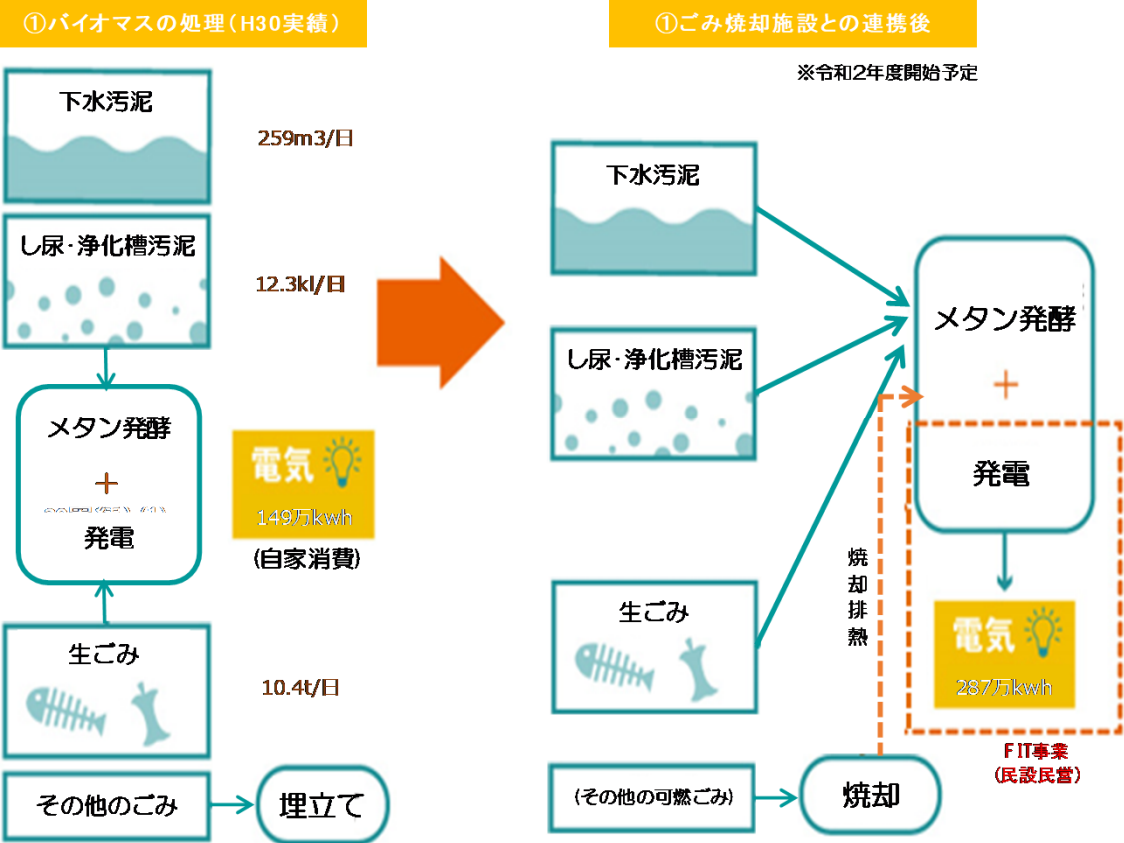 ①バイオマスの処理(H30実績)
下水汚泥
259m3/日
し尿・浄化槽汚泥
12.3kl/日
メタン発酵
+
発電
電気
149万kwh
(自家消費)
生ごみ
10.4t/日
その他のごみ
埋立て
①ごみ焼却施設との連携後
※令和2年度開始予定
下水汚泥
し尿・浄化槽汚泥
メタン発酵
+
発電
焼却排熱
生ごみ
電気
287万kwh
FIT事業
(民設民営)
(その他の可燃ごみ)
焼却